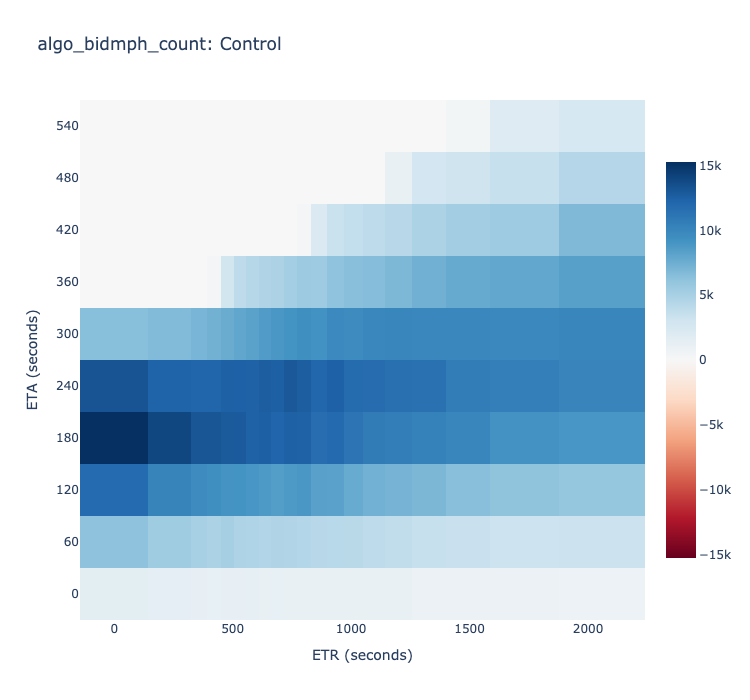 algo_bidmph_count: Control
540
480
420
360
300
240
180
120
60
0
ETA (seconds)
0
500
1000
1500
2000
ETR (seconds)
15k
10k
5k
0
−5k
−10k
−15k